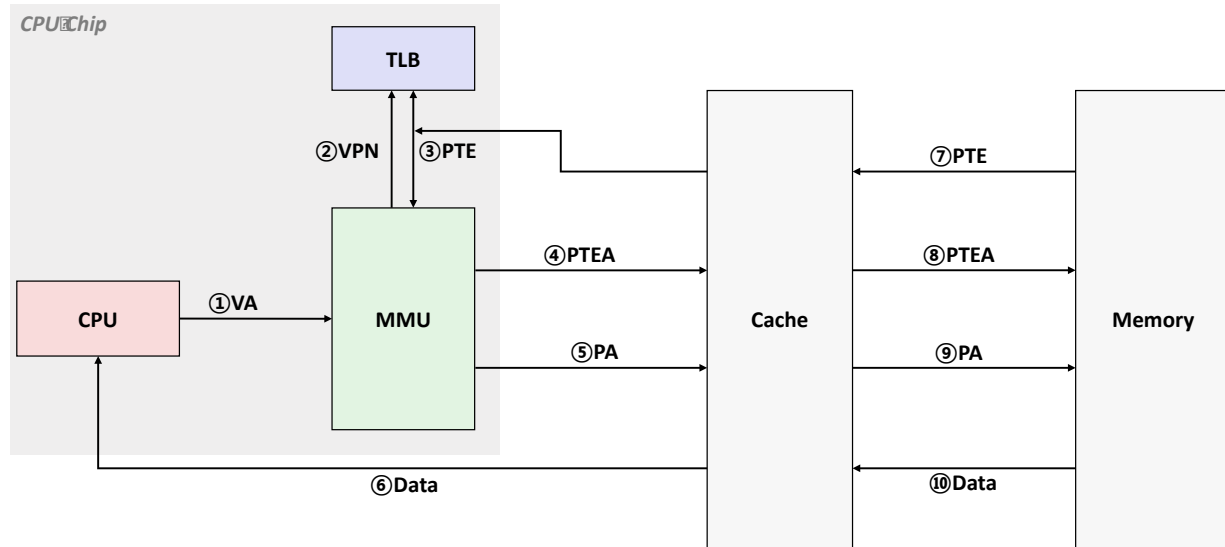 CPU Chip
TLB
②VPN
③PTE
⑦PTE
④PTEA
⑧PTEA
①VA
CPU
MMU
Cache
Memory
⑤PA
⑨PA
⑥Data
⑩Data